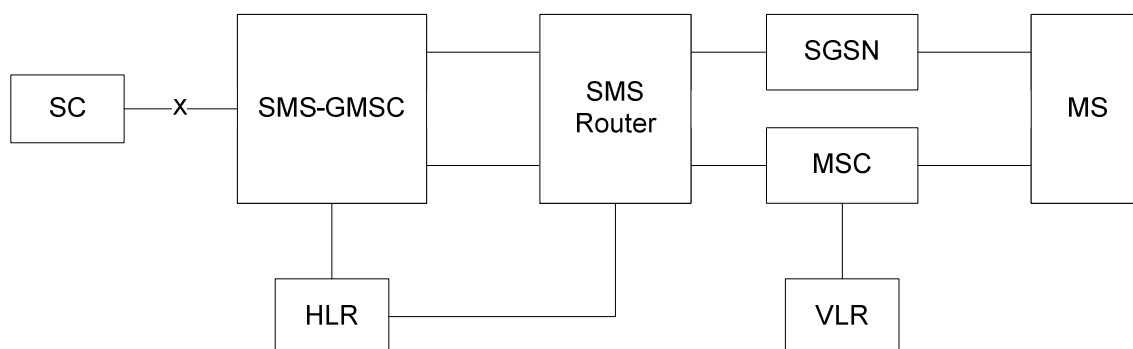 SC
X
SMS-GMSC
SMS
Router
SGSN
MSC
MS
HLR
VLR